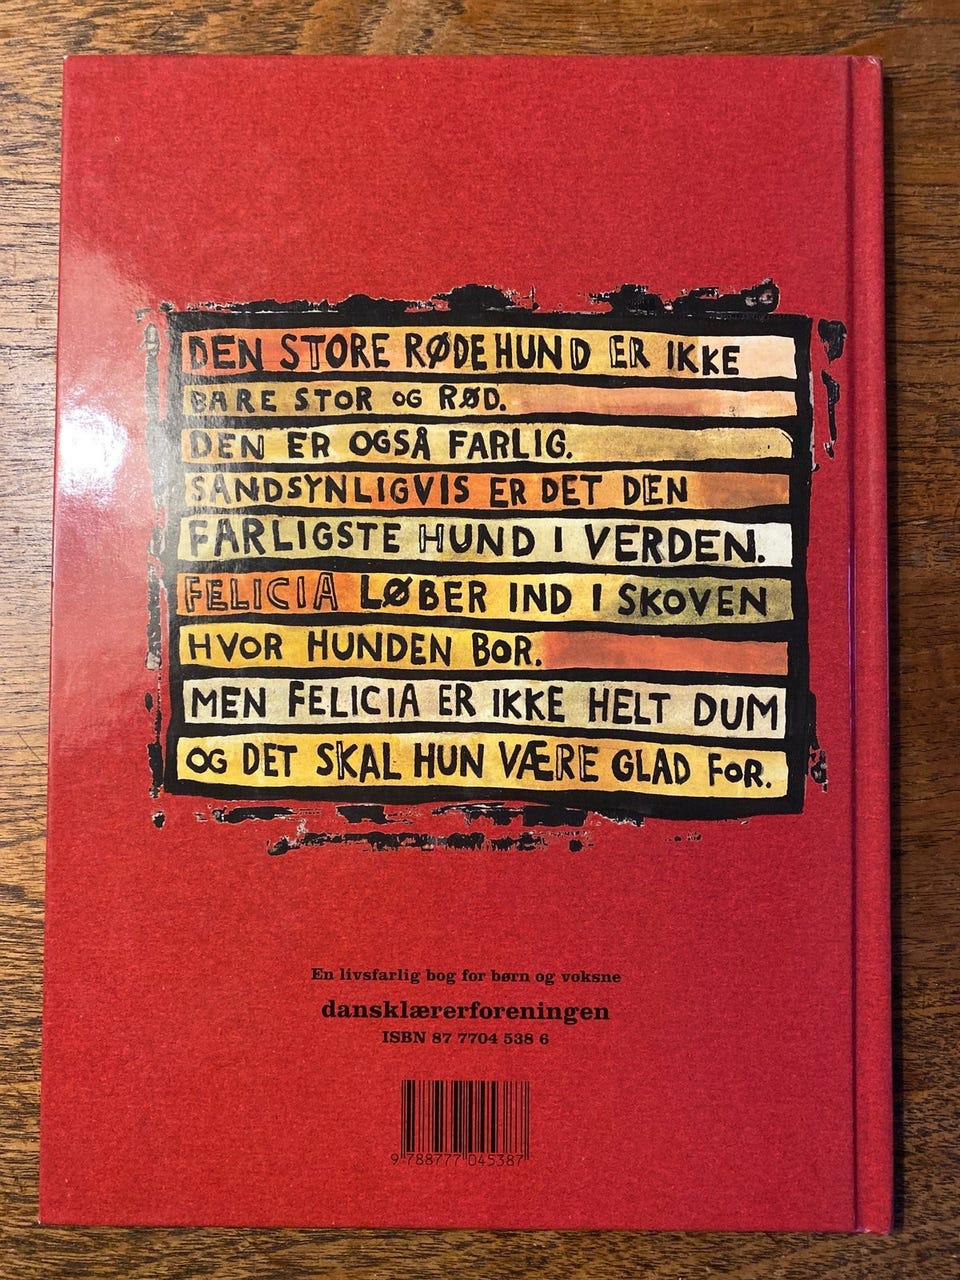 DEN STORE RØDE HUND ER IKKE
BARE STOR OG RØD.
DEN ER OGSÅ FARLIG.
SANDSYNLIGVIS ER DET DEN
FARLIGSTE HUND I VERDEN.
FELICIA LØBER IND I SKOVEN
HVOR HUNDEN BOR.
MEN FELICIA ER IKKE HELT DUM
OG DET SKAL HUN VÆRE GLAD FOR.
En livsfarlig bog for børn og voksne
dansklærerforeningen
ISBN 87 7704 538 6
9 788777 045387